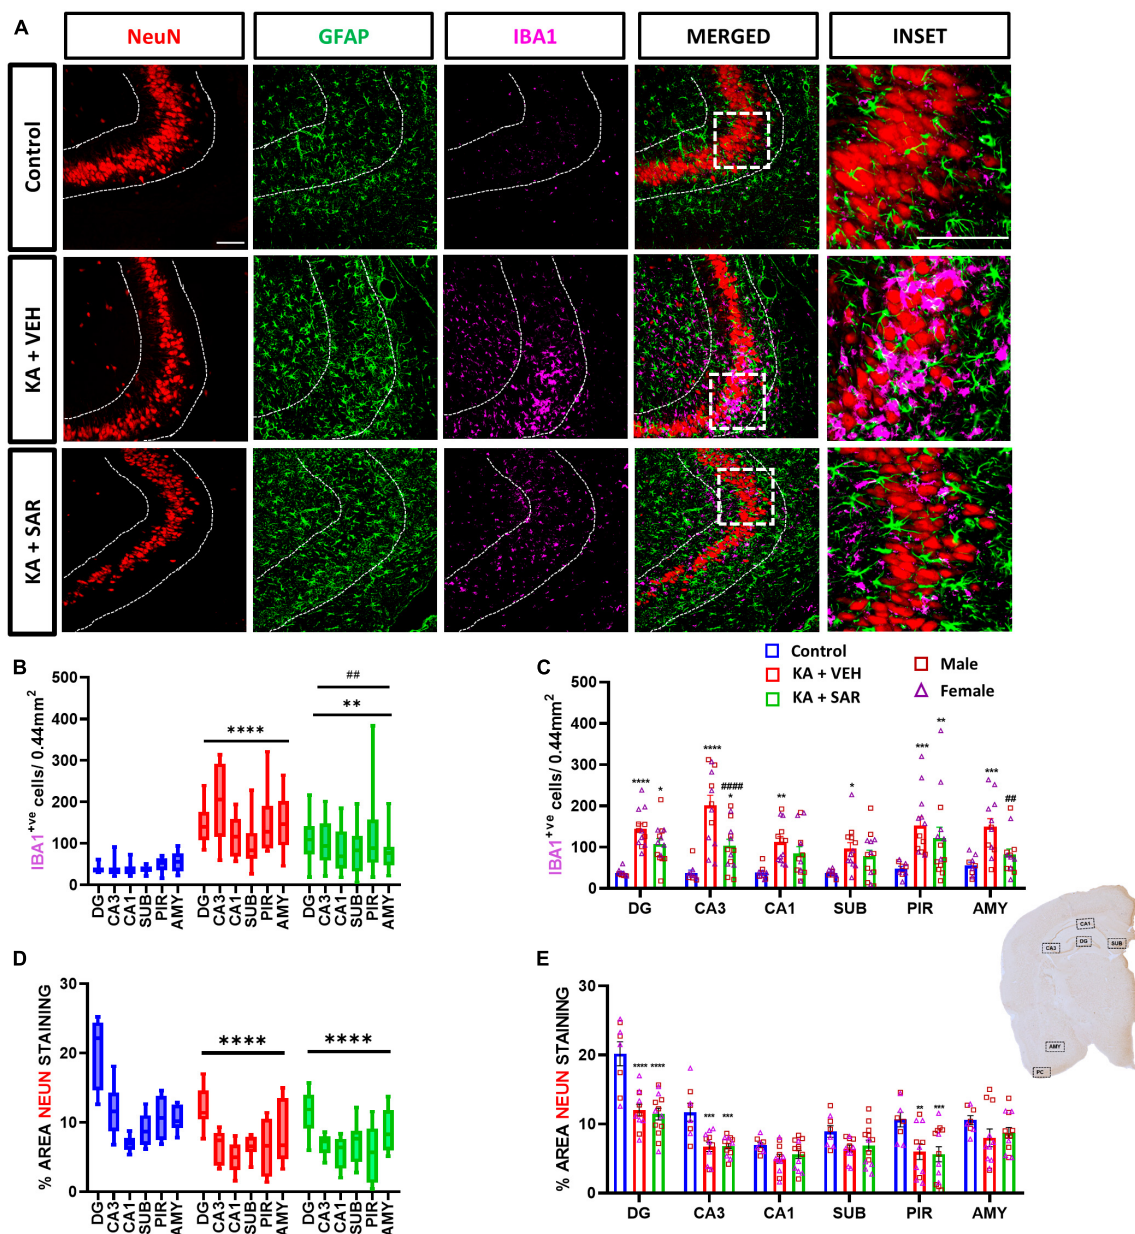 A
NeuN GFAP IBA1 MERGED INSET
Control
KA + VEH
KA + SAR
B
IBA1+ve cells/ 0.44mm2
500
400
300
200
100
0
****
##
**
DG CA3 CA1 SUB PIR AMY DG CA3 CA1 SUB PIR AMY DG CA3 CA1 SUB PIR AMY
C
Control
KA + VEH
KA + SAR
Male
Female
IBA1+ve cells/ 0.44mm2
500
400
300
200
100
0
**** * **** #### * ** * *** ** *** ##
DG CA3 CA1 SUB PIR AMY
CA1
CA3 DG SUB
AMY
PC
D
% AREA NEUN STAINING
30
20
10
0
**** ****
DG CA3 CA1 SUB PIR AMY DG CA3 CA1 SUB PIR AMY DG CA3 CA1 SUB PIR AMY
E
% AREA NEUN STAINING
30
20
10
0
**** **** *** *** ** ***
DG CA3 CA1 SUB PIR AMY